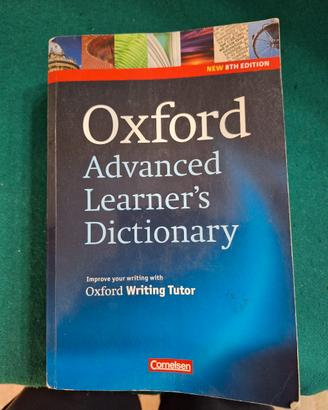 NEW 8TH EDITION
Oxford
Advanced
Learner's
Dictionary
Improve your writing with
Oxford Writing Tutor
Cornelsen